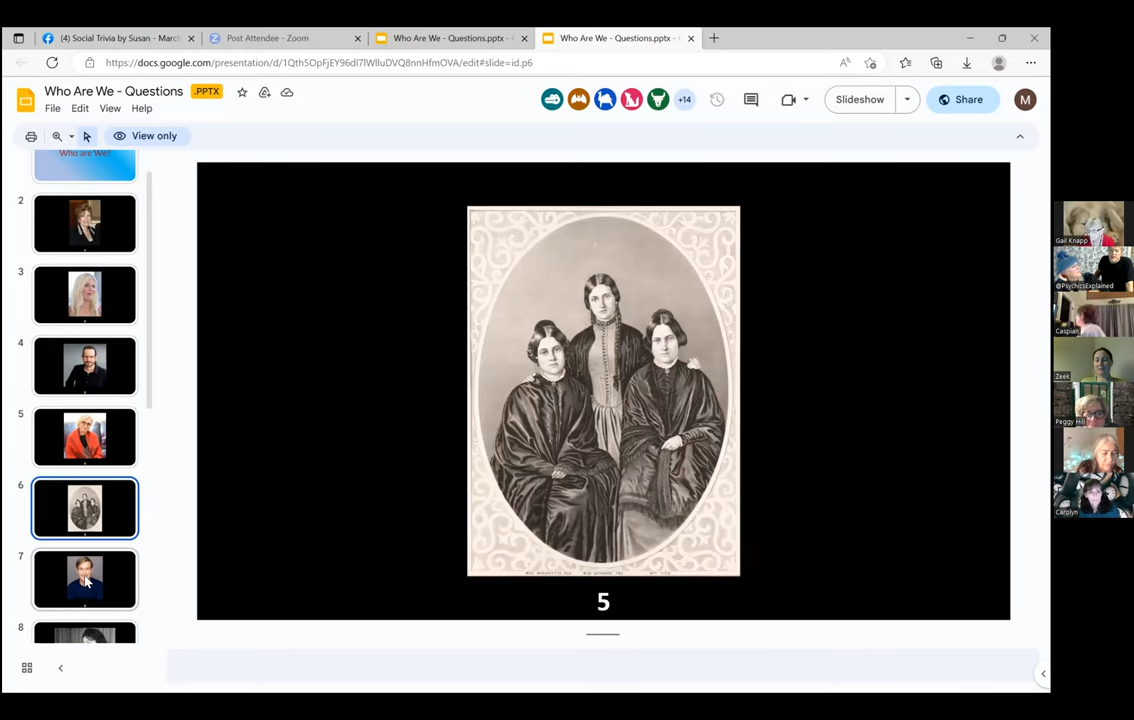 (4) Social Trivia by Susan - March
Post Attendee - Zoom
Who Are We - Questions.pptx -
Who Are We - Questions.pptx -
https://docs.google.com/presentation/d/1Qth5OpFjEY96dl7lWlluDVQ8nnHfmOVA/edit#slide=id.p6
Who Are We - Questions
.PPTX
File Edit View Help
+14
Slideshow
Share
M
View only
Who are We?
2
3
4
5
6
7
8
5
Gail Knapp
@PsychicsExplained
Caspian
Zeek
Peggy Hill
Carolyn